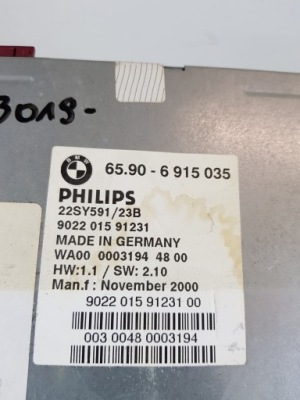 3019-
BMW
65.90 - 6 915 035
PHILIPS
22SY591/23B
9022 015 91231
MADE IN GERMANY
WA00 0003194 48 00
HW:1.1 / SW: 2.10
Man.f : November 2000
9022 015 91231 00
003 0048 0003194